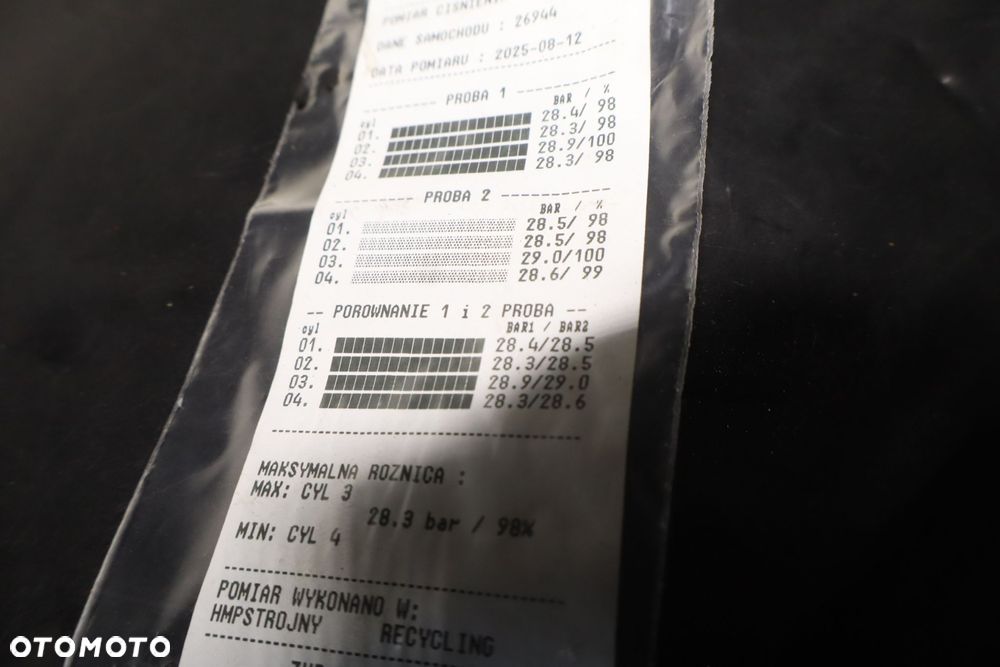 POMIAR CISNIENIA
DANE SAMOCHODU : 26944
DATA POMIARU : 2025-08-12
PROBA 1
cyl BAR / %
01. 28.4/ 98
02. 28.3/ 98
03. 28.9/100
04. 28.3/ 98
PROBA 2
cyl BAR / %
01. 28.5/ 98
02. 28.5/ 98
03. 29.0/100
04. 28.6/ 99
-- POROWNANIE 1 i 2 PROBA --
cyl BAR1 / BAR2
01. 28.4/28.5
02. 28.3/28.5
03. 28.9/29.0
04. 28.3/28.6
MAKSYMALNA ROZNICA :
MAX: CYL 3
28.3 bar / 98%
MIN: CYL 4
POMIAR WYKONANO W:
HMPSTROJNY RECYCLING
OTOMOTO